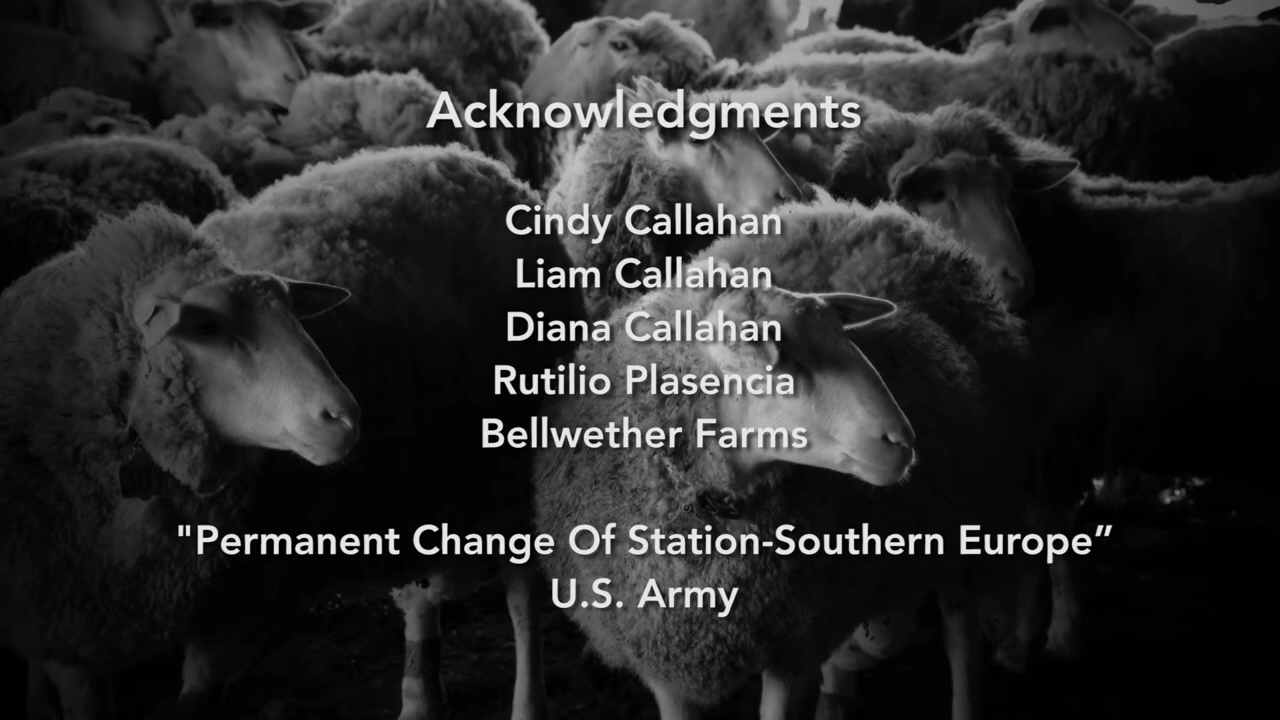 Acknowledgments
Cindy Callahan
Liam Callahan
Diana Callahan
Rutilio Plasencia
Bellwether Farms
"Permanent Change Of Station-Southern Europe”
U.S. Army